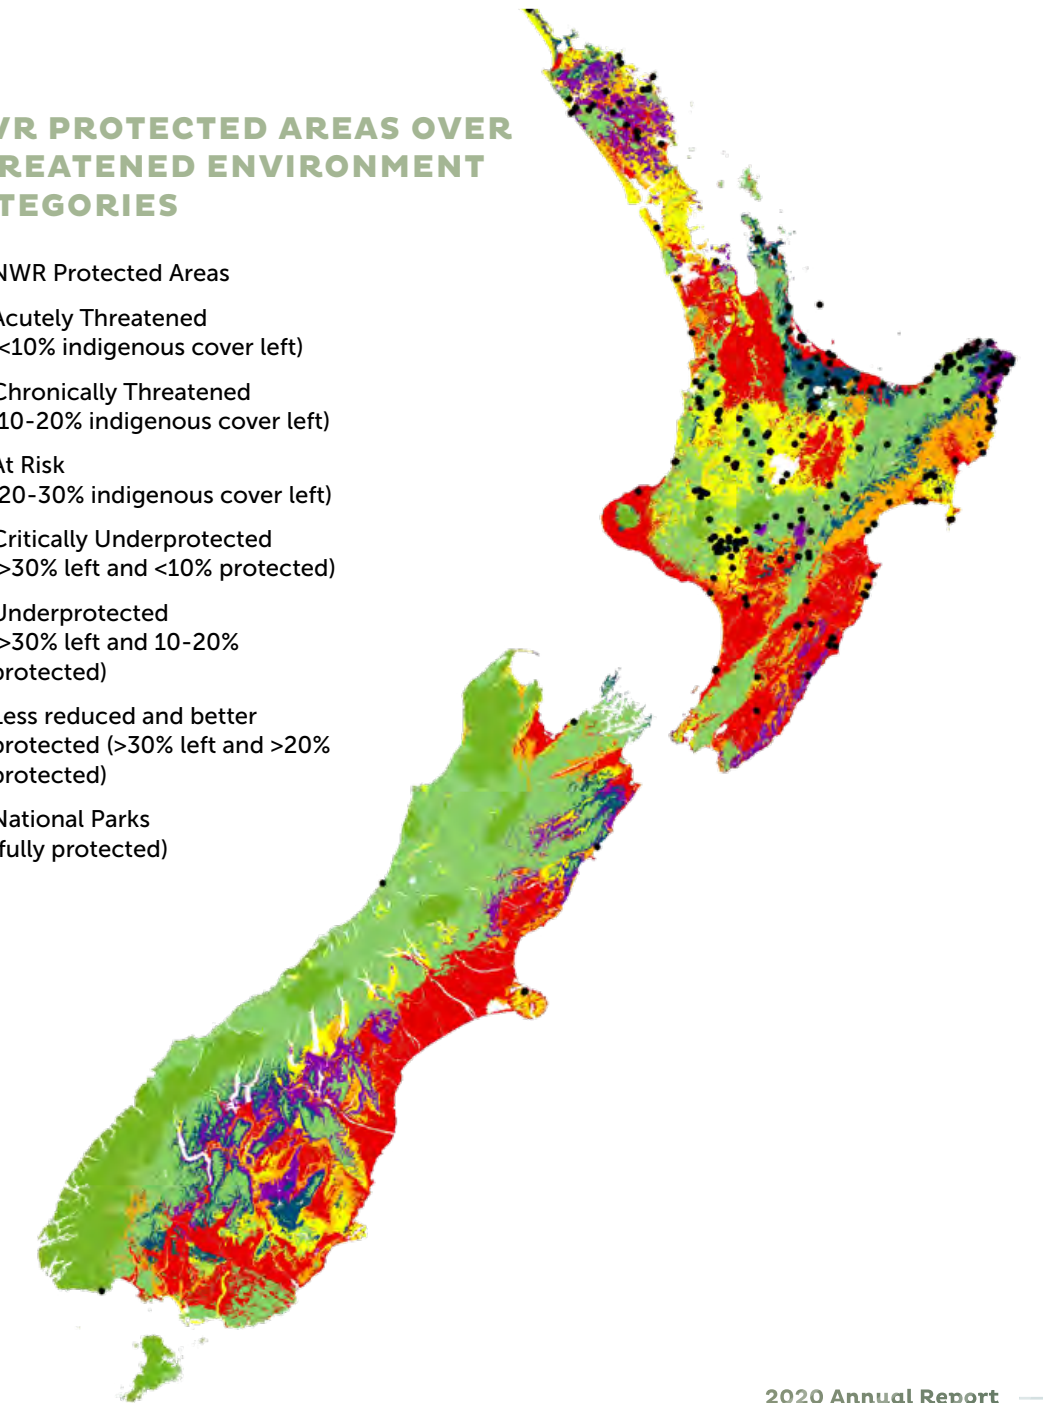 VR PROTECTED AREAS OVER
REATENED ENVIRONMENT
TEGORIES
NWR Protected Areas
Acutely Threatened
<10% indigenous cover left)
Chronically Threatened
10-20% indigenous cover left)
At Risk
20-30% indigenous cover left)
Critically Underprotected
>30% left and <10% protected)
Underprotected
>30% left and 10-20%
protected)
Less reduced and better
protected (>30% left and >20%
protected)
National Parks
fully protected)
2020 Annual Report